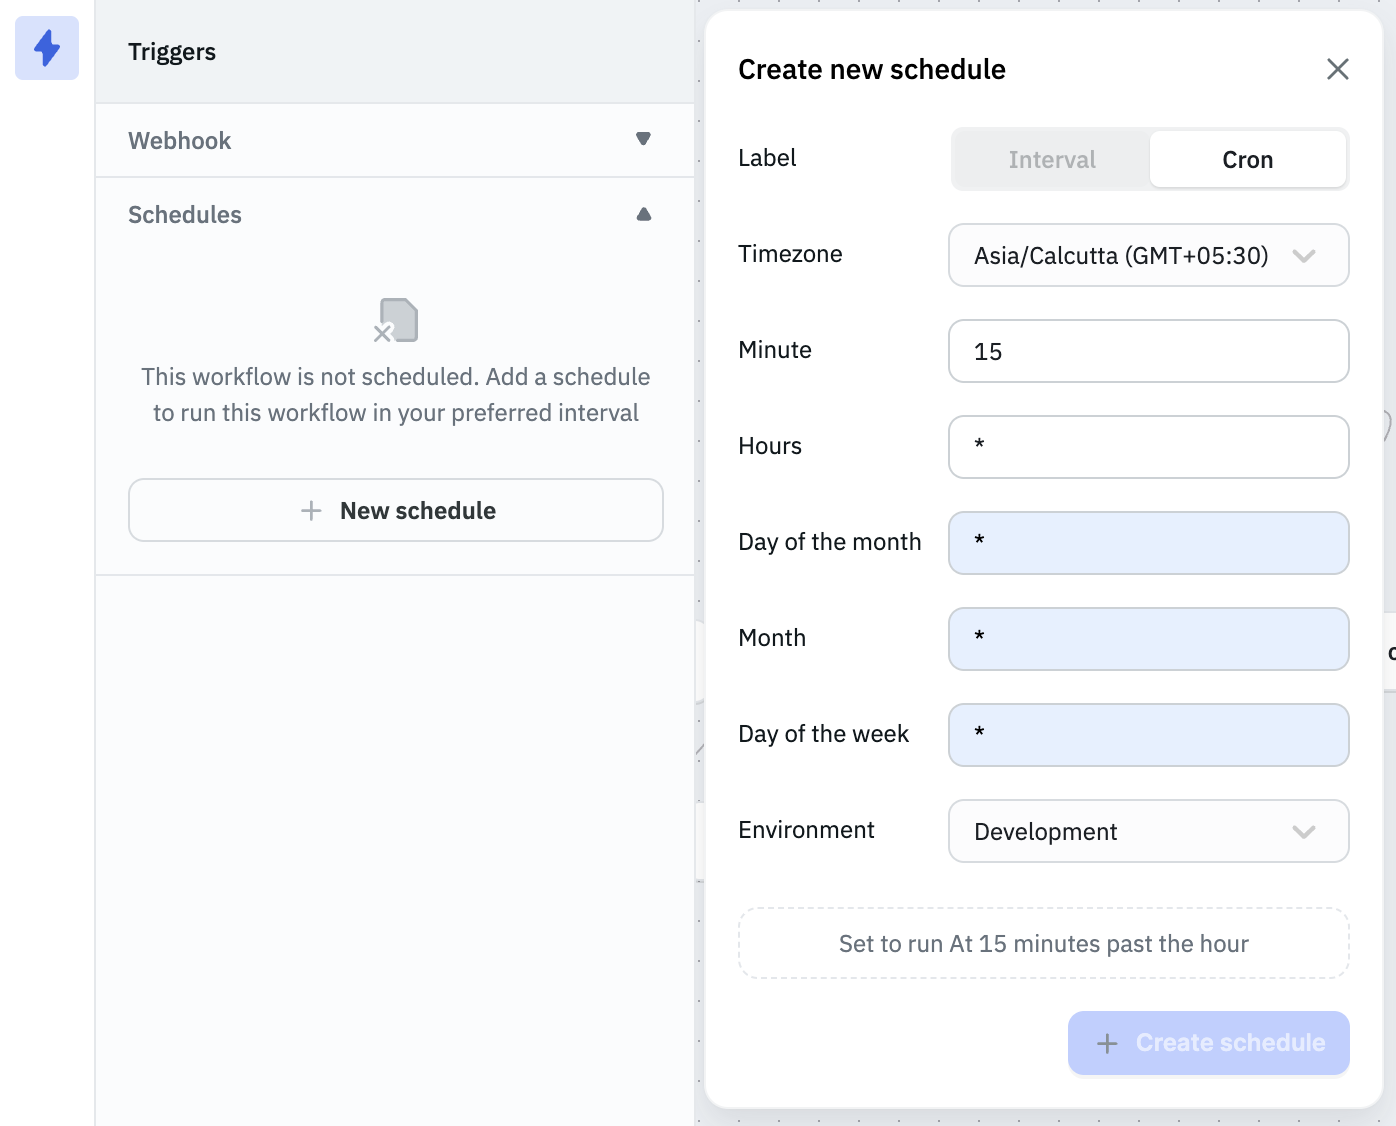 Triggers
Webhook
Schedules
This workflow is not scheduled. Add a schedule
to run this workflow in your preferred interval
New schedule
Create new schedule
Label
Interval
Cron
Timezone
Asia/Calcutta (GMT+05:30)
Minute
15
Hours
*
Day of the month
*
Month
*
Day of the week
*
Environment
Development
Set to run At 15 minutes past the hour
Create schedule